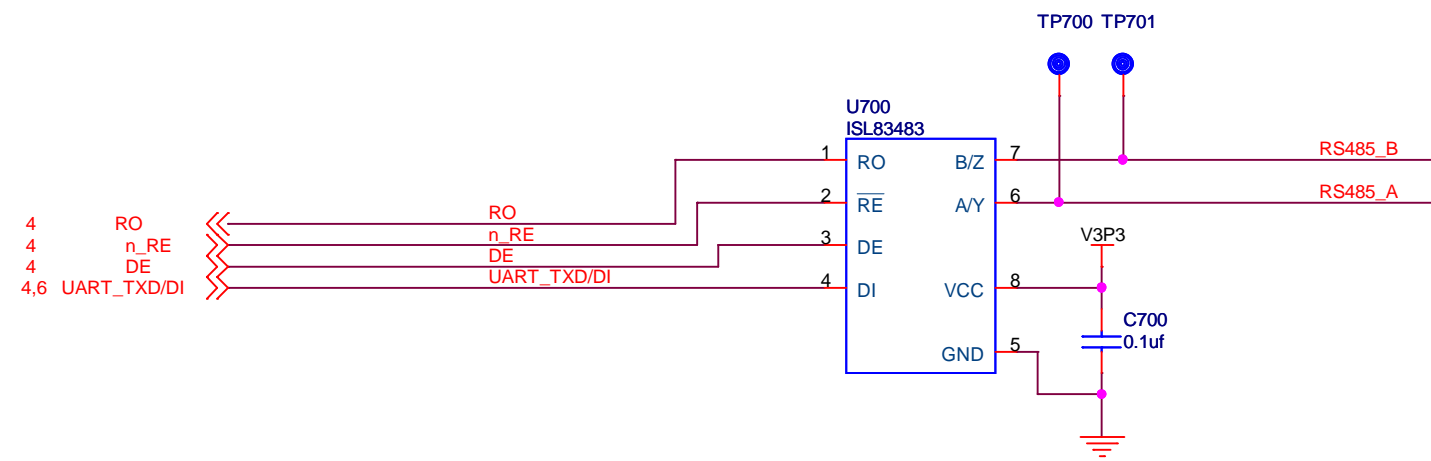 TP700 TP701
U700
ISL83483
1 RO B/Z 7 RS485_B
2 RE A/Y 6 RS485_A
4 RO RO
4 n_RE n_RE
3 DE V3P3
4 DE DE
4,6 UART_TXD/DI UART_TXD/DI
4 DI VCC 8
C700
0.1uf
GND 5